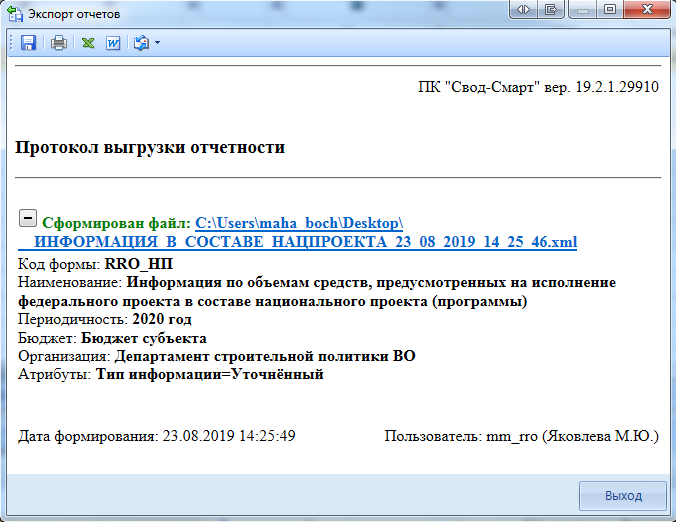 Экспорт отчетов
ПК "Свод-Смарт" вер. 19.2.1.29910
Протокол выгрузки отчетности
Сформирован файл: C:\Users\maha_boch\Desktop\
__ИНФОРМАЦИЯ_В_СОСТАВЕ_НАЦПРОЕКТА_23_08_2019_14_25_46.xml
Код формы: RRO_НП
Наименование: Информация по объемам средств, предусмотренных на исполнение
федерального проекта в составе национального проекта (программы)
Периодичность: 2020 год
Бюджет: Бюджет субъекта
Организация: Департамент строительной политики ВО
Атрибуты: Тип информации=Уточнённый
Дата формирования: 23.08.2019 14:25:49
Пользователь: mm_rro (Яковлева М.Ю.)
Выход